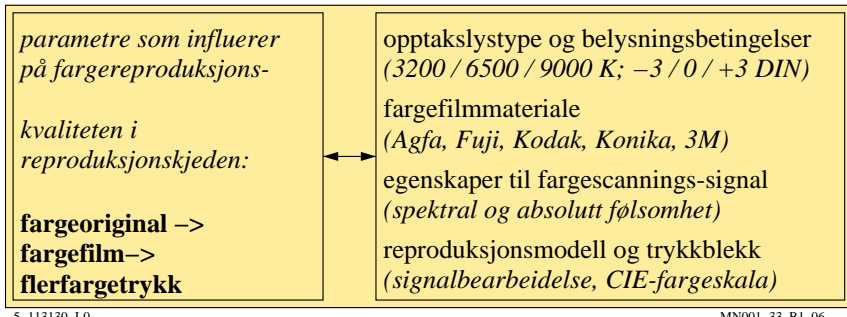 parametre som influerer
på fargereproduksjons-
kvaliteten i
reproduksjonskjeden:
fargeoriginal −>
fargefilm−>
flerfargetrykk
opptakslystype og belysningsbetingelser
(3200 / 6500 / 9000 K; −3 / 0 / +3 DIN)
fargefilmmateriale
(Agfa, Fuji, Kodak, Konika, 3M)
egenskaper til fargescannings-signal
(spektral og absolutt følsomhet)
reproduksjonsmodell og trykkblekk
(signalbearbeidelse, CIE-fargeskala)
5_113130_L0
MN001_33_B1_06